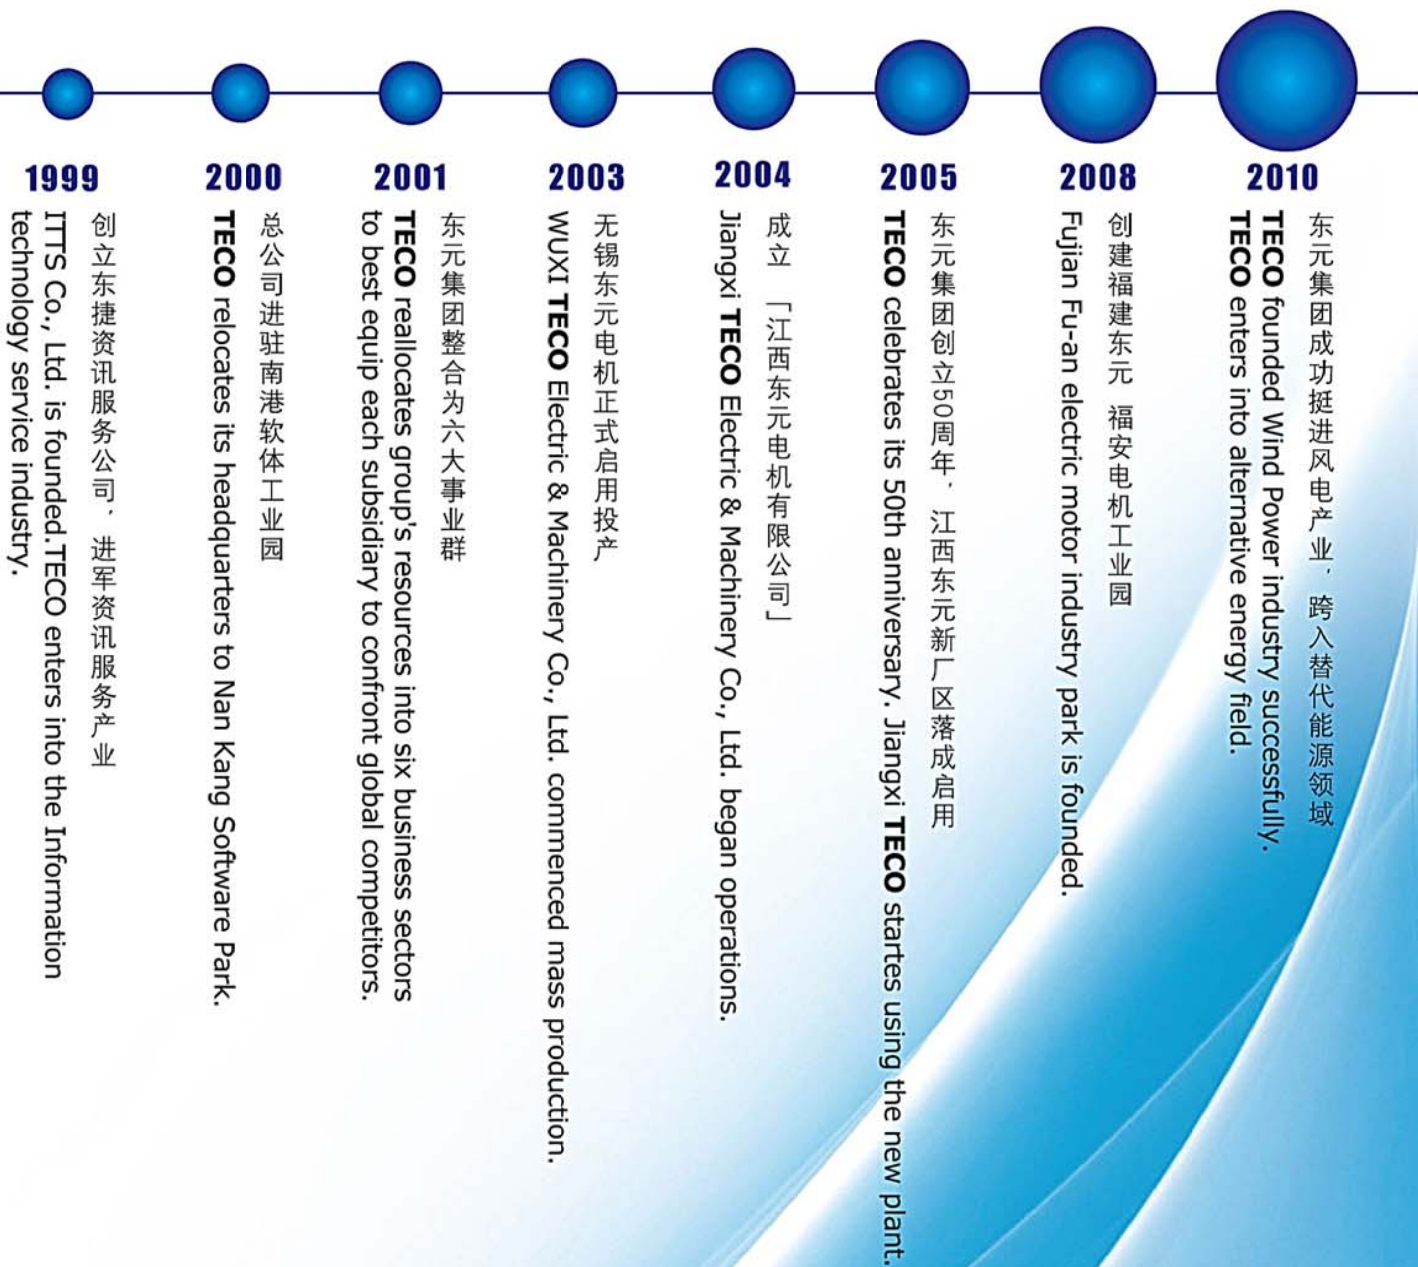 1999
创立东捷资讯服务公司，进军资讯服务产业
ITTS Co., Ltd. is founded.TECO enters into the Information
technology service industry.
2000
总公司进驻南港软体工业园
TECO relocates its headquarters to Nan Kang Software Park.
2001
东元集团整合为六大事业群
TECO reallocates group's resources into six business sectors
to best equip each subsidiary to confront global competitors.
2003
无锡东元电机正式启用投产
WUXI TECO Electric & Machinery Co., Ltd. commenced mass production.
2004
成立 「江西东元电机有限公司」
Jiangxi TECO Electric & Machinery Co., Ltd. began operations.
2005
东元集团创立50周年，江西东元新厂区落成启用
TECO celebrates its 50th anniversary. Jiangxi TECO startes using the new plant.
2008
创建福建东元 福安电机工业园
Fujian Fu-an electric motor industry park is founded.
2010
东元集团成功挺进风电产业，跨入替代能源领域
TECO founded Wind Power industry successfully.
TECO enters into alternative energy field.